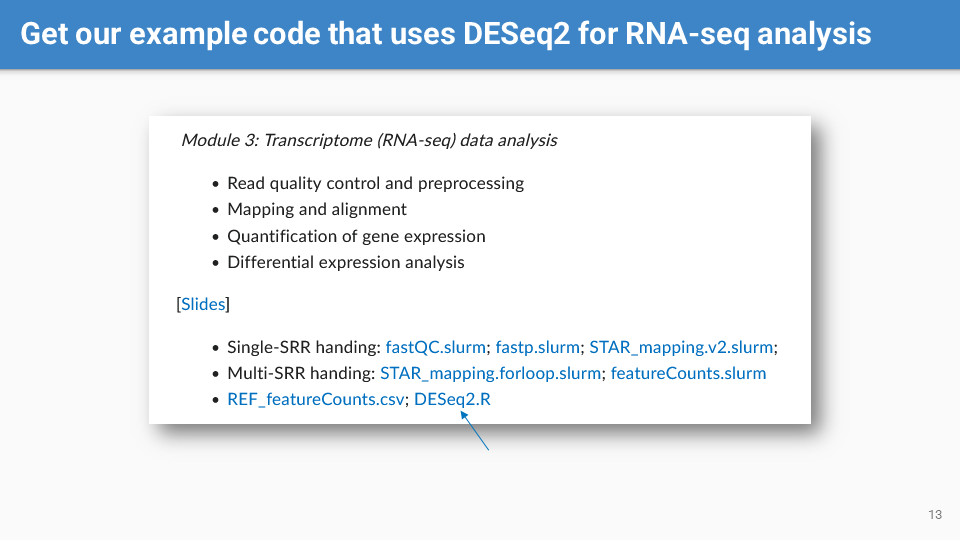 Get our example code that uses DESeq2 for RNA-seq analysis
Module 3: Transcriptome (RNA-seq) data analysis
• Read quality control and preprocessing
• Mapping and alignment
• Quantification of gene expression
• Differential expression analysis
[Slides]
• Single-SRR handing: fastQC.slurm; fastp.slurm; STAR_mapping.v2.slurm;
• Multi-SRR handing: STAR_mapping.forloop.slurm; featureCounts.slurm
• REF_featureCounts.csv; DESeq2.R
13